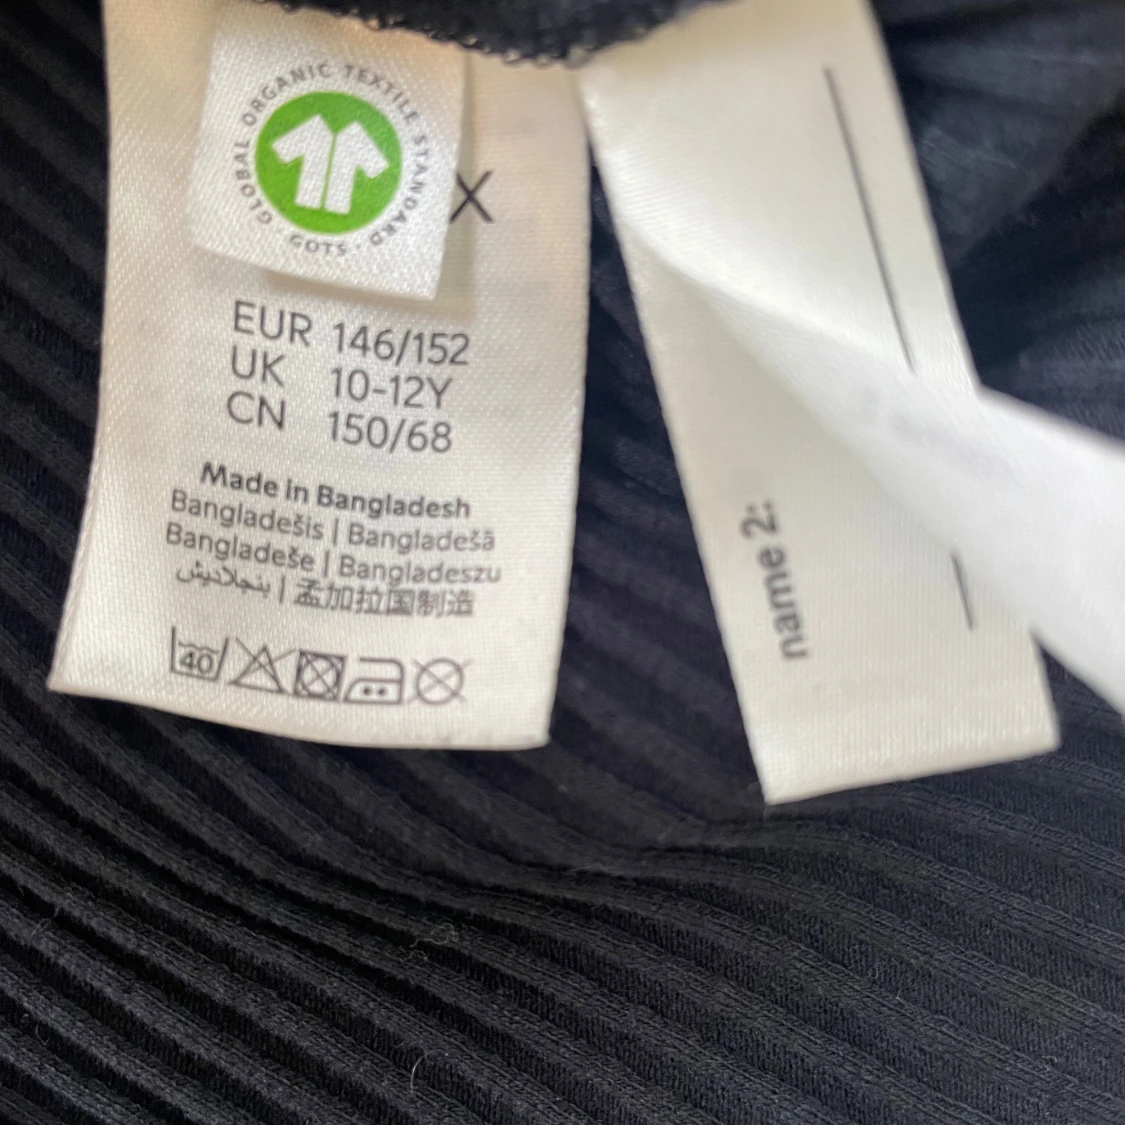 GLOBAL ORGANIC TEXTILE STANDARD · GOTS ·
X
EUR 146/152
UK 10-12Y
CN 150/68
Made in Bangladesh
Bangladešis | Bangladešā
Bangladeše | Bangladeszu
بنجلاديش | 孟加拉国制造
40
name 2: